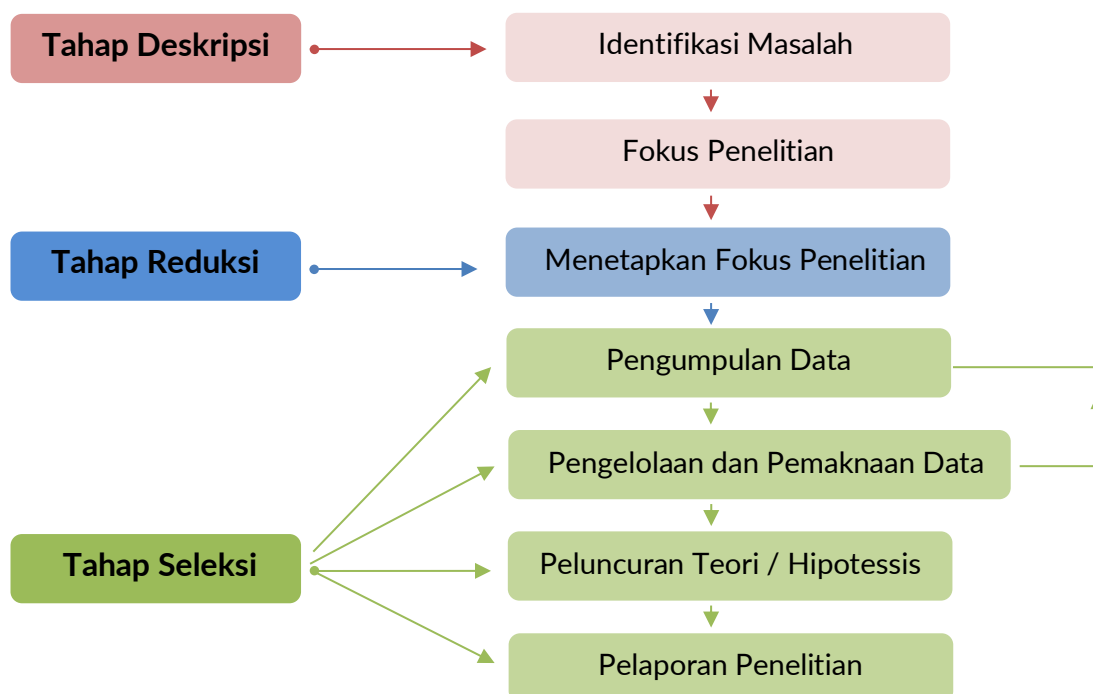 Tahap Deskripsi
Identifikasi Masalah
Fokus Penelitian
Tahap Reduksi
Menetapkan Fokus Penelitian
Pengumpulan Data
Pengelolaan dan Pemaknaan Data
Tahap Seleksi
Peluncuran Teori / Hipotessis
Pelaporan Penelitian